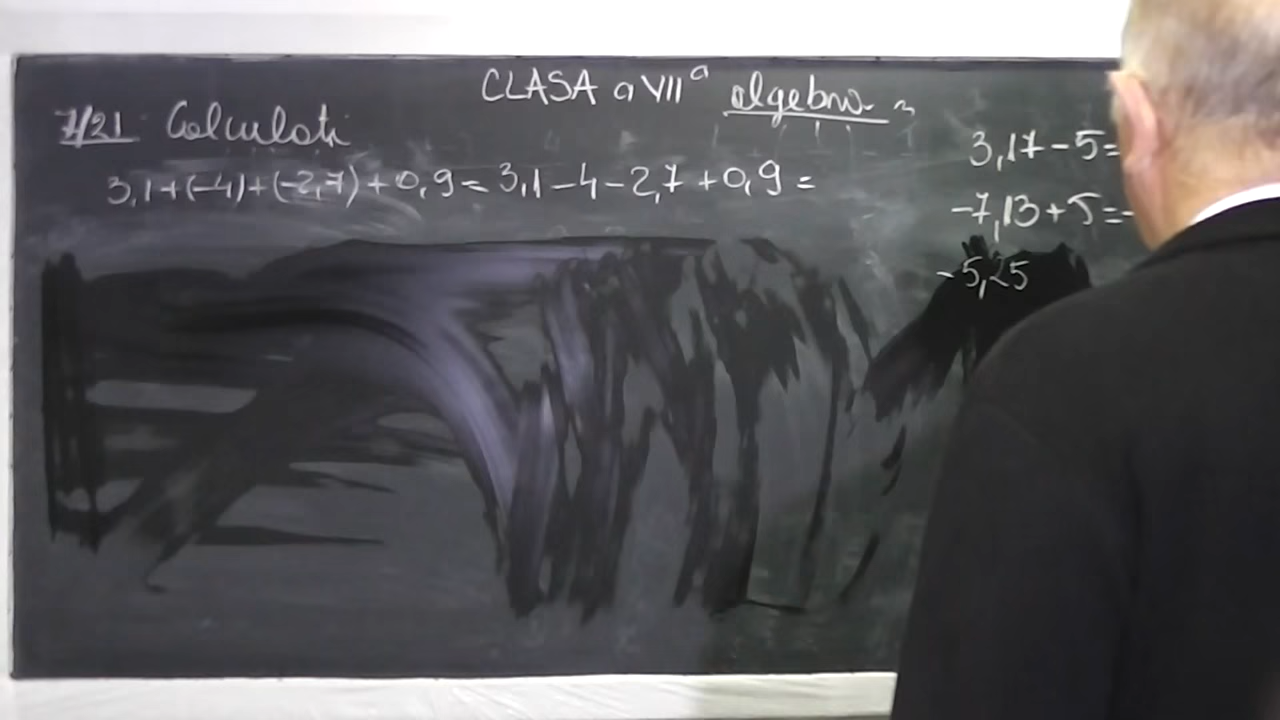 CLASA a VII a algebra
7/21 Calculati
3,1+(-4)+(-2,7)+0,9=3,1-4-2,7+0,9=
3,17-5=
-7,13+5=-
-5,25